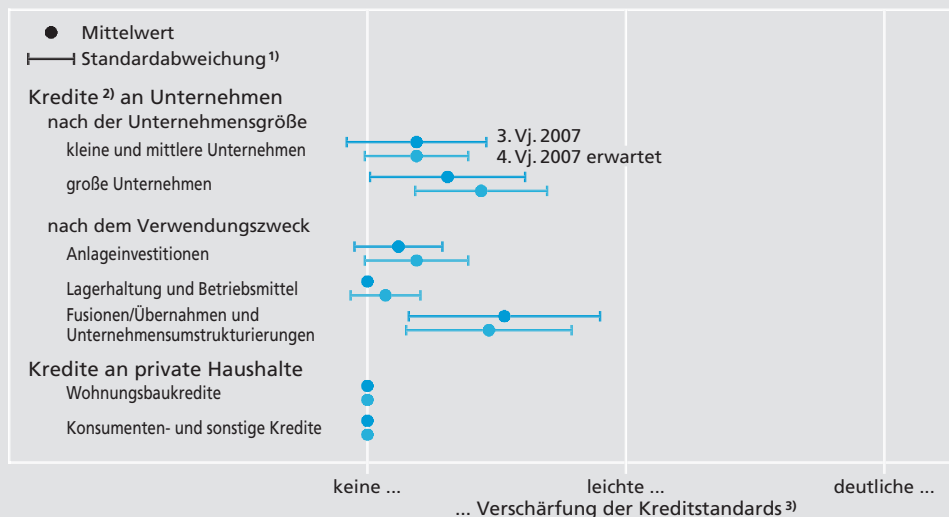 Mittelwert
Standardabweichung 1)
Kredite 2) an Unternehmen
nach der Unternehmensgröße
kleine und mittlere Unternehmen
3. Vj. 2007
4. Vj. 2007 erwartet
große Unternehmen
nach dem Verwendungszweck
Anlageinvestitionen
Lagerhaltung und Betriebsmittel
Fusionen/Übernahmen und
Unternehmensumstrukturierungen
Kredite an private Haushalte
Wohnungsbaukredite
Konsumenten- und sonstige Kredite
keine ... leichte ... deutliche ...
... Verschärfung der Kreditstandards 3)